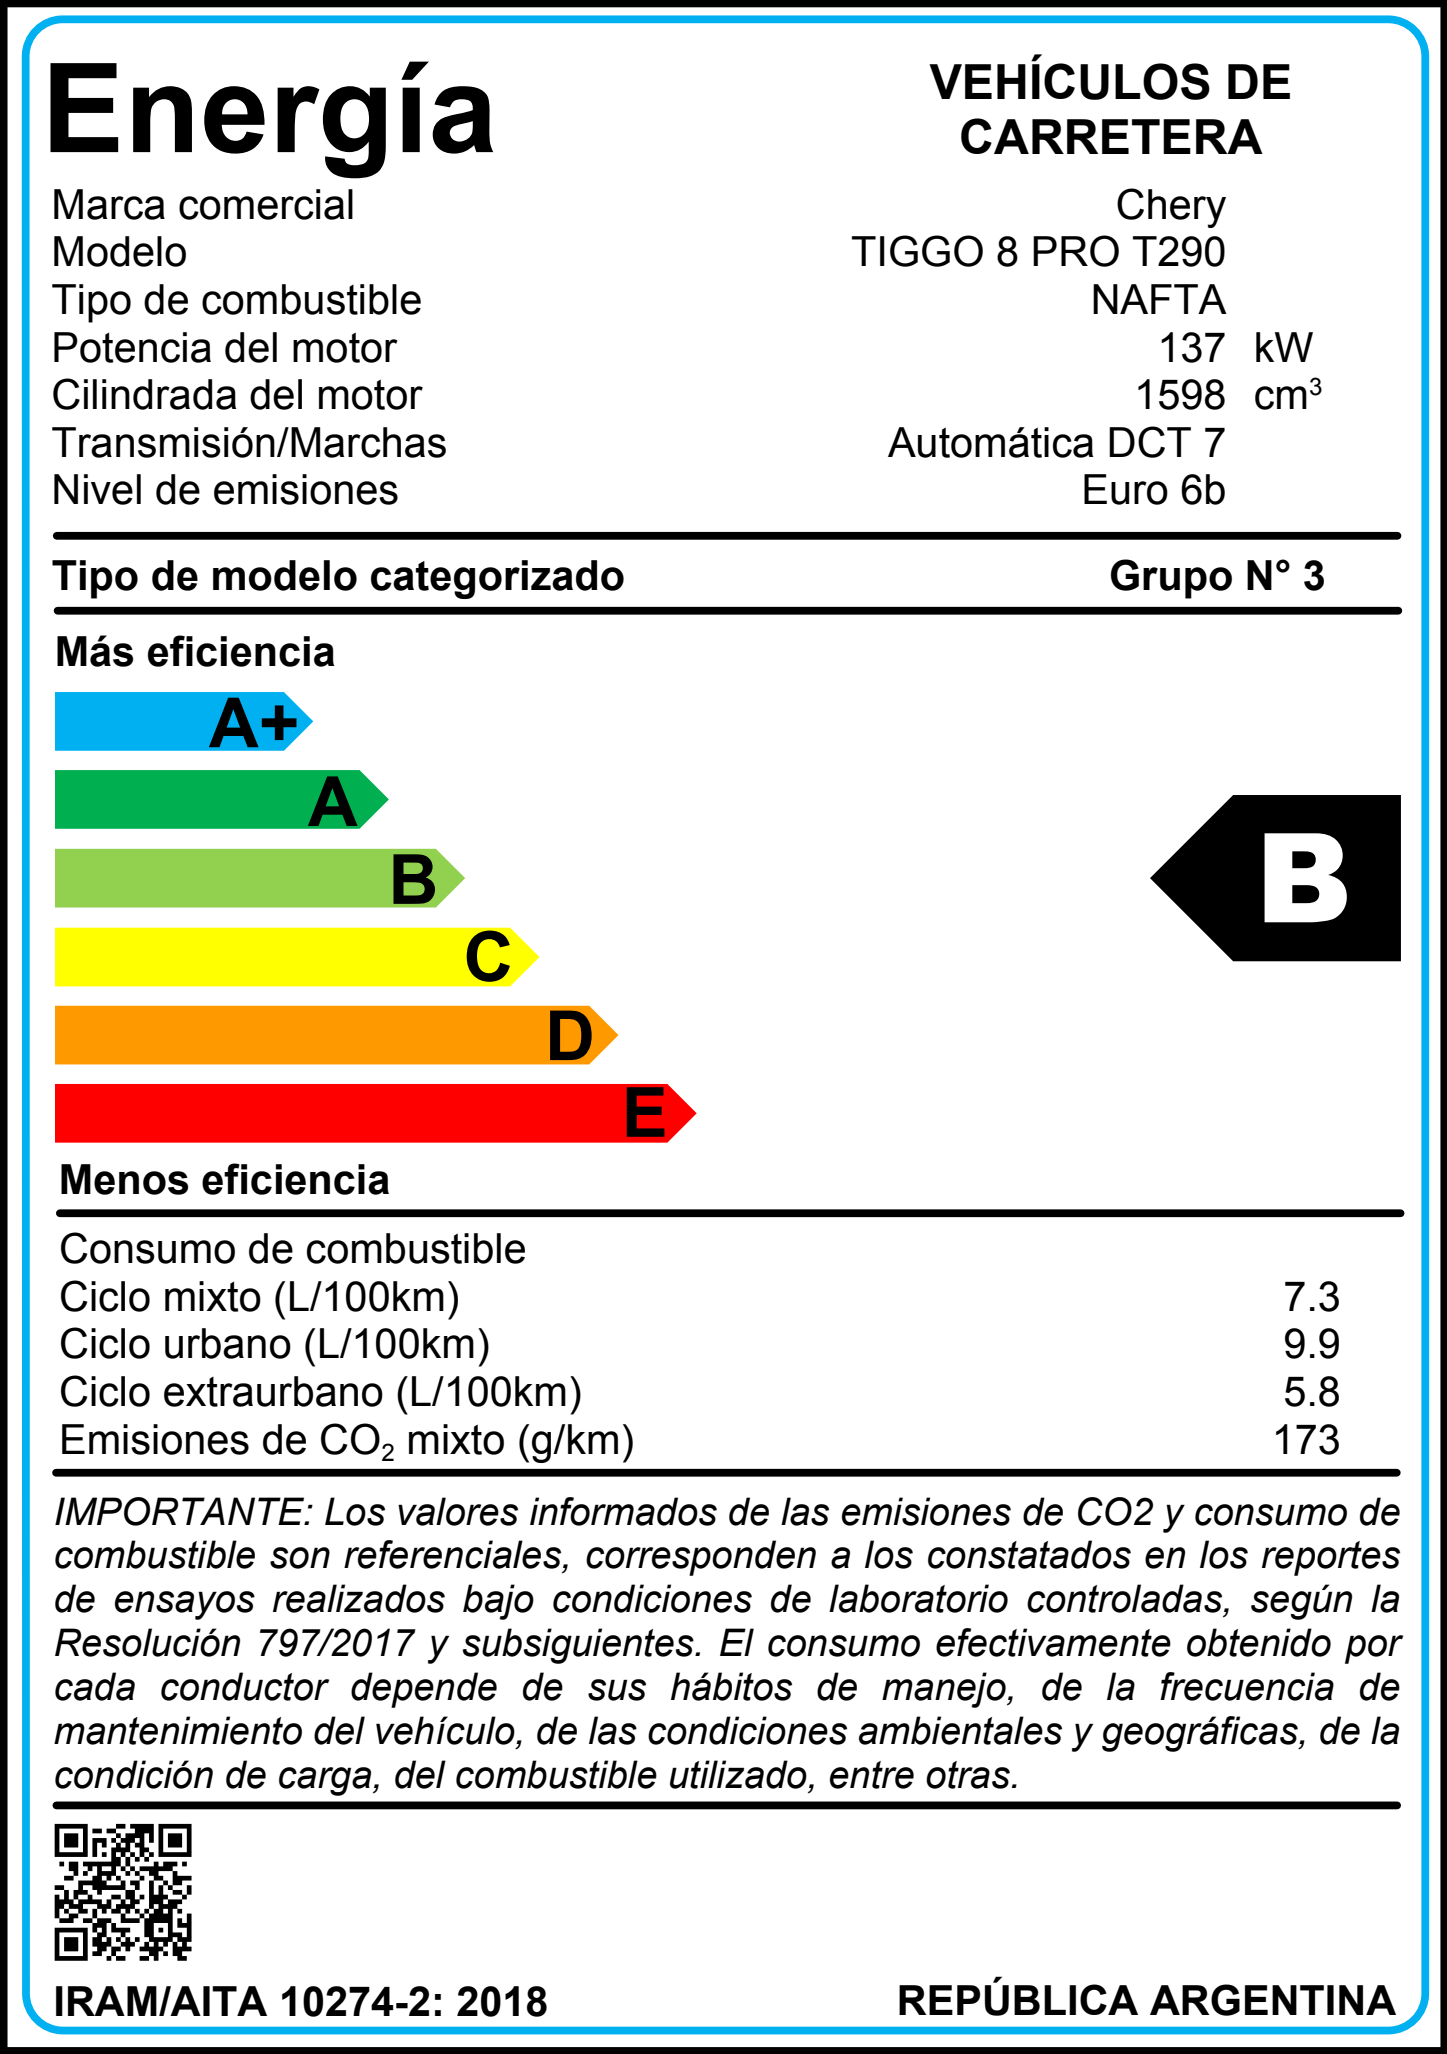 Energía
VEHÍCULOS DE
CARRETERA
Marca comercial Chery
Modelo TIGGO 8 PRO T290
Tipo de combustible NAFTA
Potencia del motor 137 kW
Cilindrada del motor 1598 cm³
Transmisión/Marchas Automática DCT 7
Nivel de emisiones Euro 6b
Tipo de modelo categorizado Grupo N° 3
Más eficiencia
A+
A
B
B
C
D
E
Menos eficiencia
Consumo de combustible
Ciclo mixto (L/100km) 7.3
Ciclo urbano (L/100km) 9.9
Ciclo extraurbano (L/100km) 5.8
Emisiones de CO₂ mixto (g/km) 173
IMPORTANTE: Los valores informados de las emisiones de CO2 y consumo de
combustible son referenciales, corresponden a los constatados en los reportes
de ensayos realizados bajo condiciones de laboratorio controladas, según la
Resolución 797/2017 y subsiguientes. El consumo efectivamente obtenido por
cada conductor depende de sus hábitos de manejo, de la frecuencia de
mantenimiento del vehículo, de las condiciones ambientales y geográficas, de la
condición de carga, del combustible utilizado, entre otras.
IRAM/AITA 10274-2: 2018 REPÚBLICA ARGENTINA